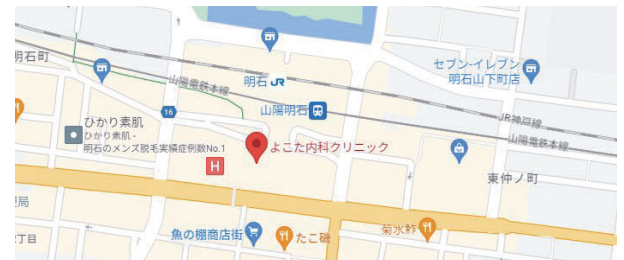 明石町
山陽電鉄本線
明石 JR
セブン-イレブン
明石山下町店
山陽明石
JR神戸線
山陽電鉄本線
16
ひかり素肌
ひかり素肌・
明石のメンズ脱毛実績症例数No.1
よこた内科クリニック
H
東仲ノ町
局
丁目
魚の棚商店街
たこ磯
菊水鮓